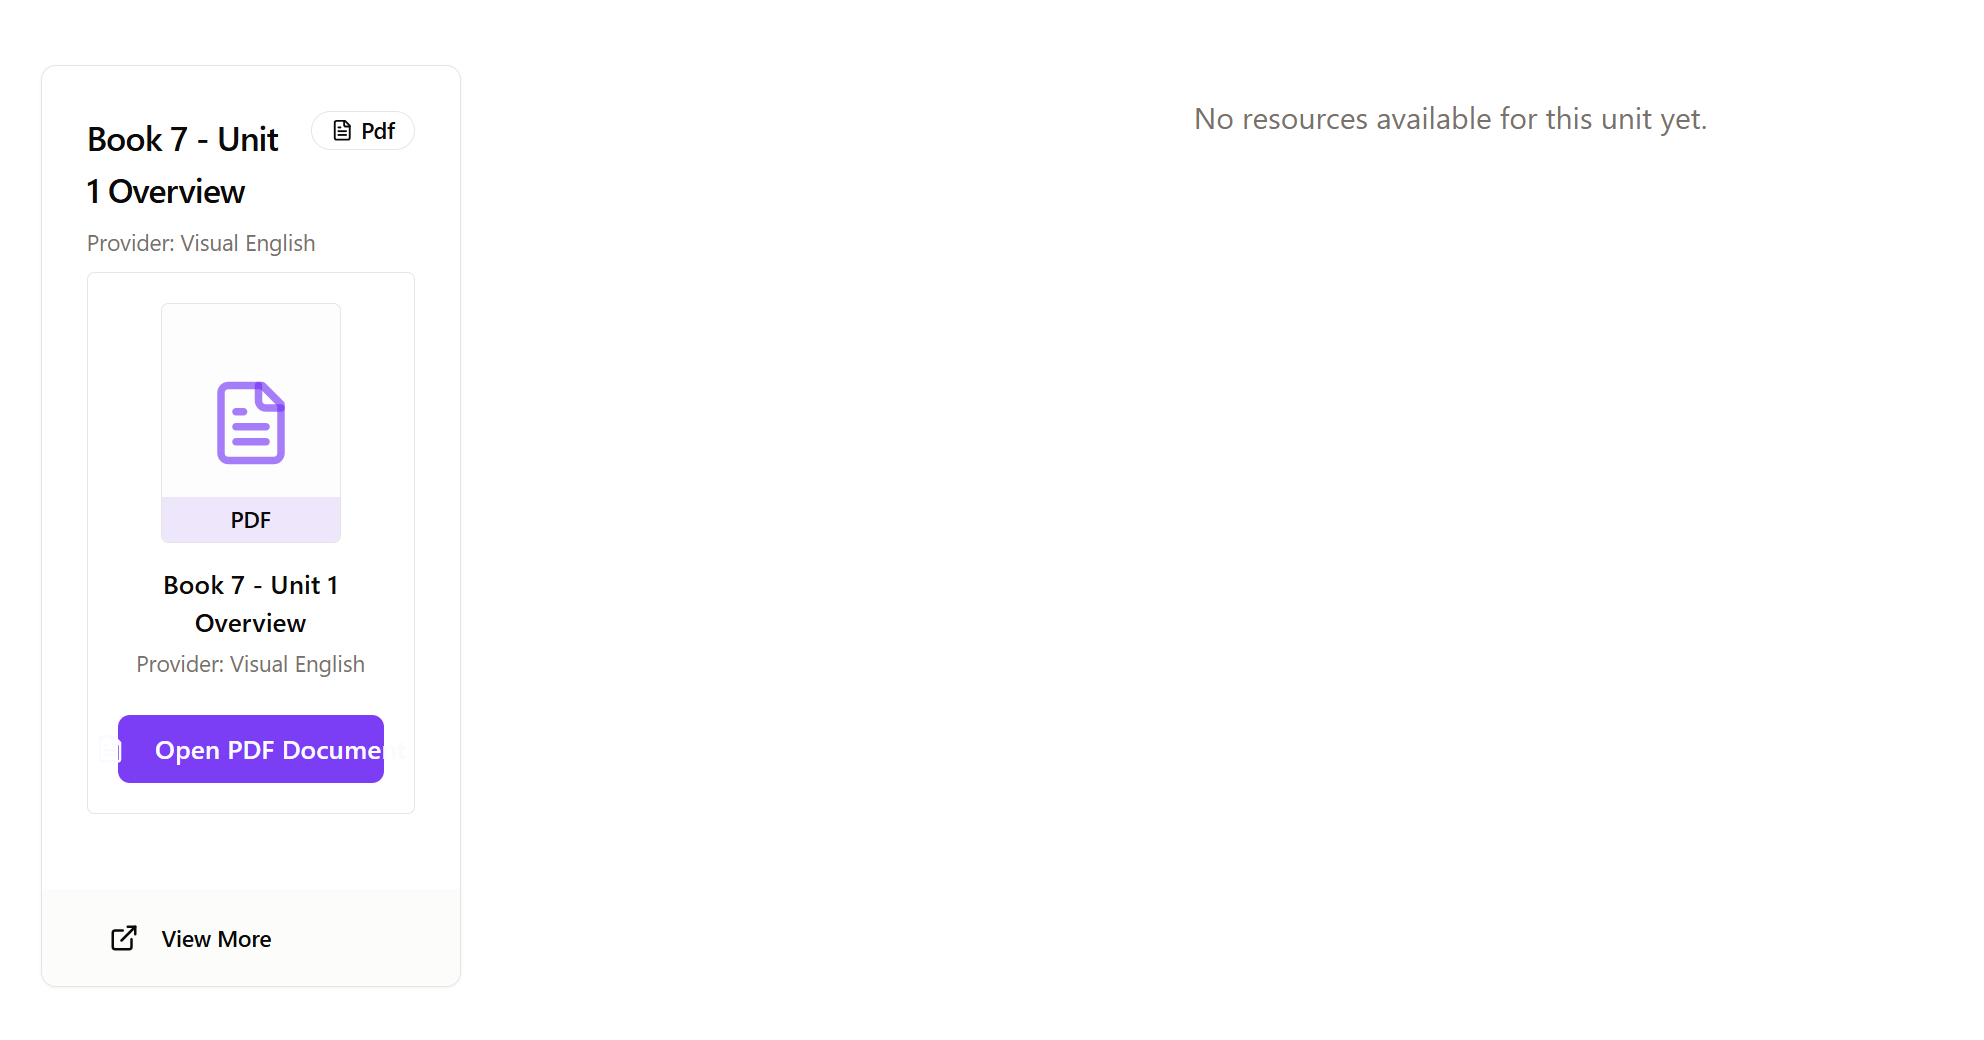 Book 7 - Unit
1 Overview
Pdf
Provider: Visual English
PDF
Book 7 - Unit 1
Overview
Provider: Visual English
Open PDF Document
View More
No resources available for this unit yet.